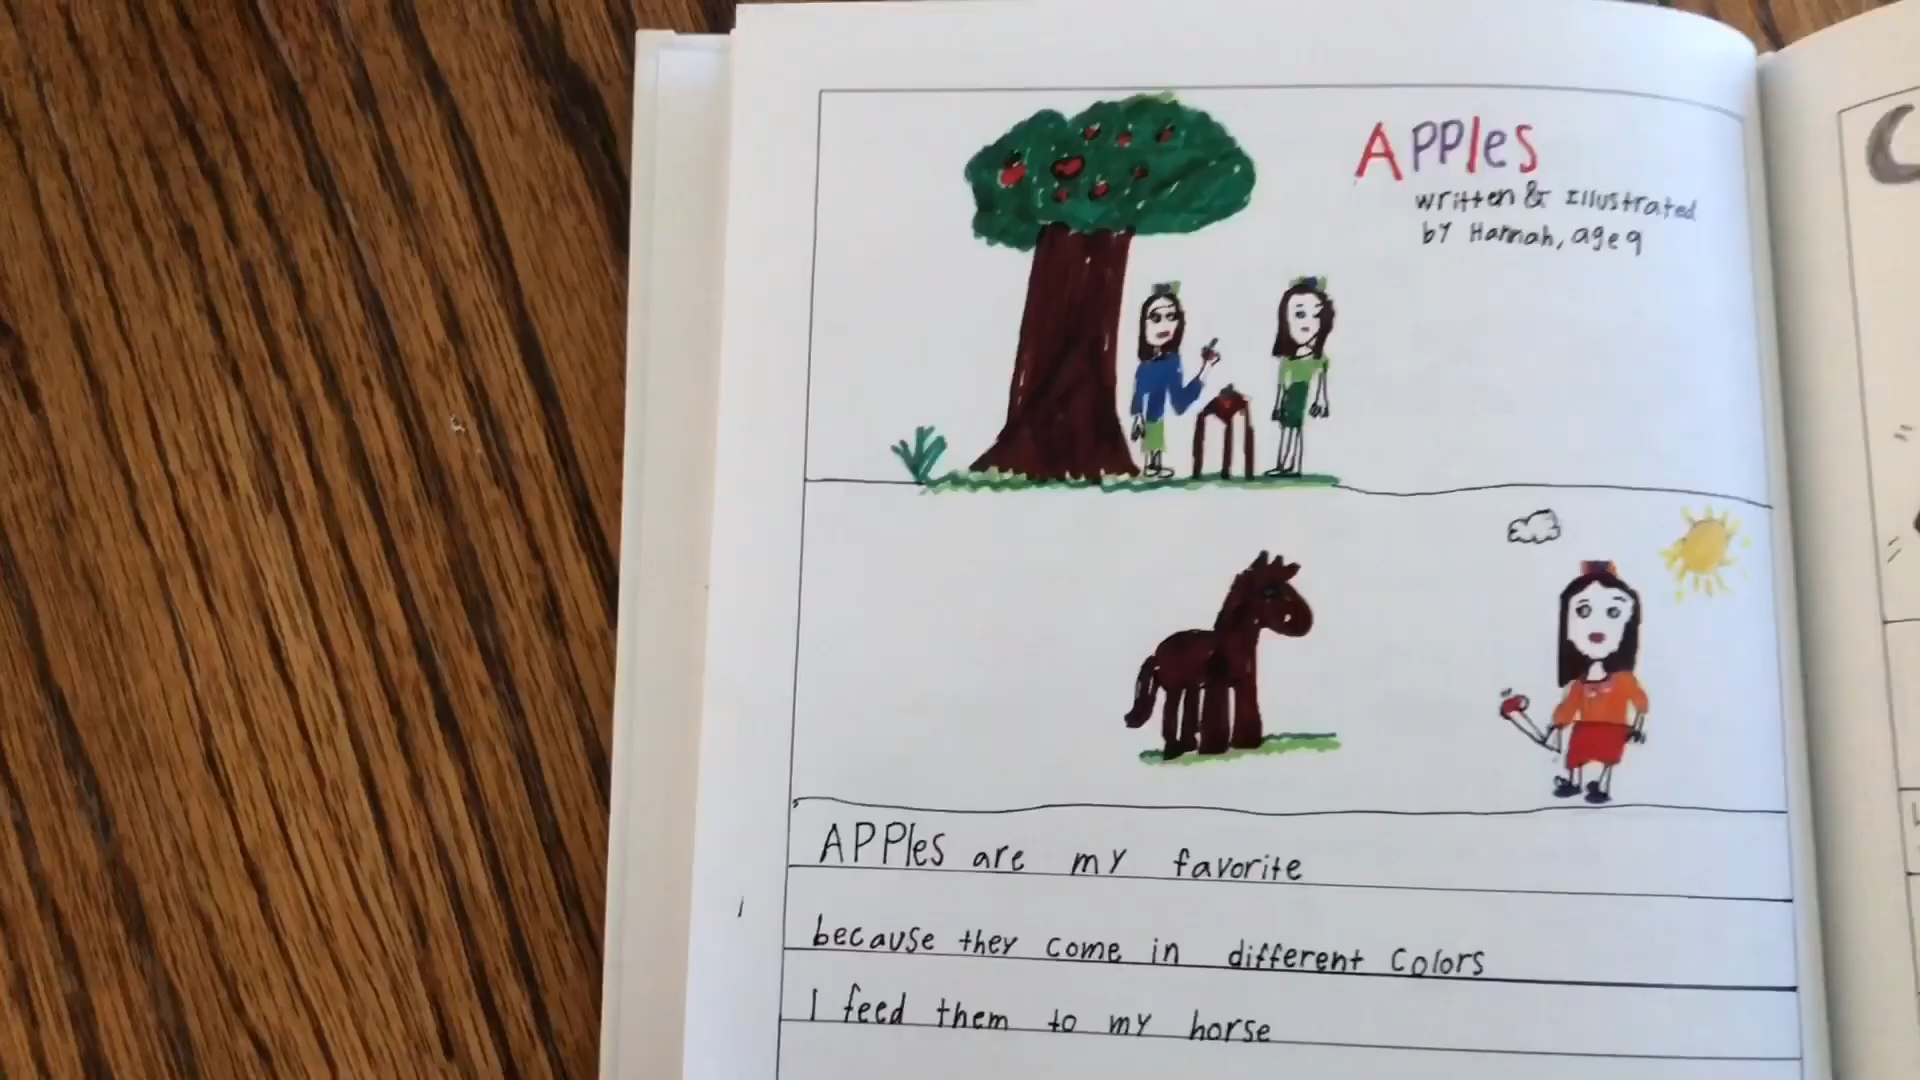 APPles
written & Illustrated
by Hannah, age 9
APPles are my favorite
because they come in different colors
I feed them to my horse